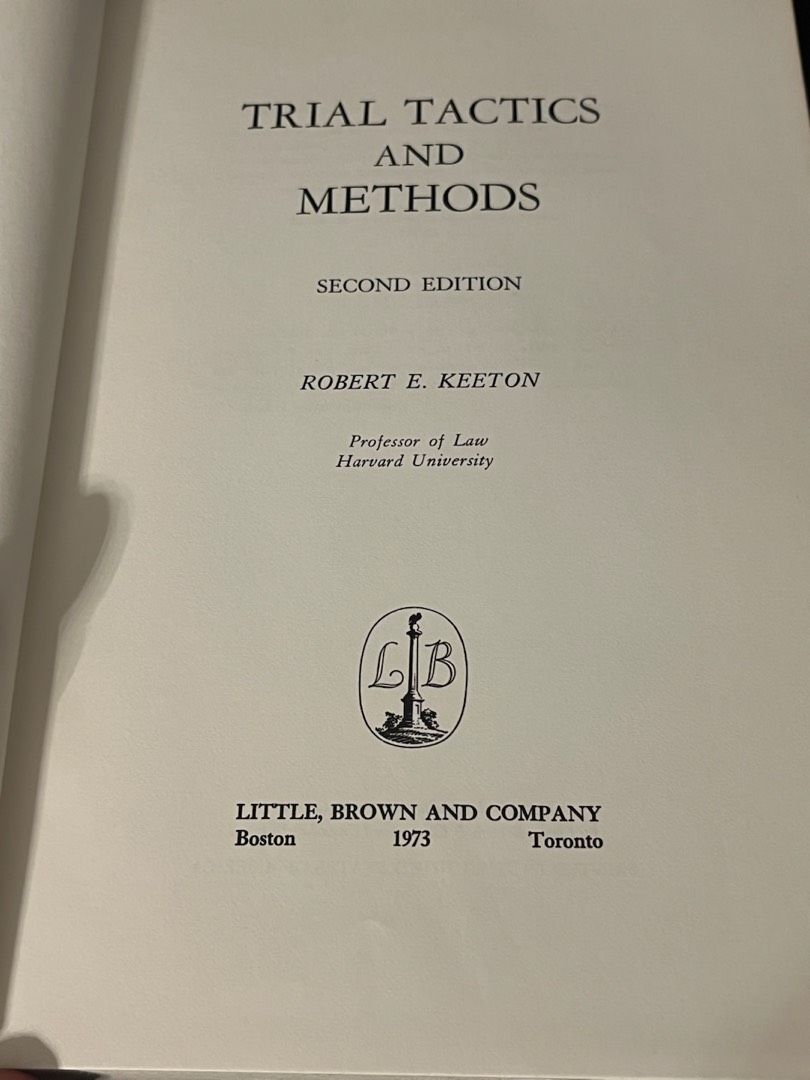 TRIAL TACTICS
AND
METHODS
SECOND EDITION
ROBERT E. KEETON
Professor of Law
Harvard University
L B
LITTLE, BROWN AND COMPANY
Boston 1973 Toronto